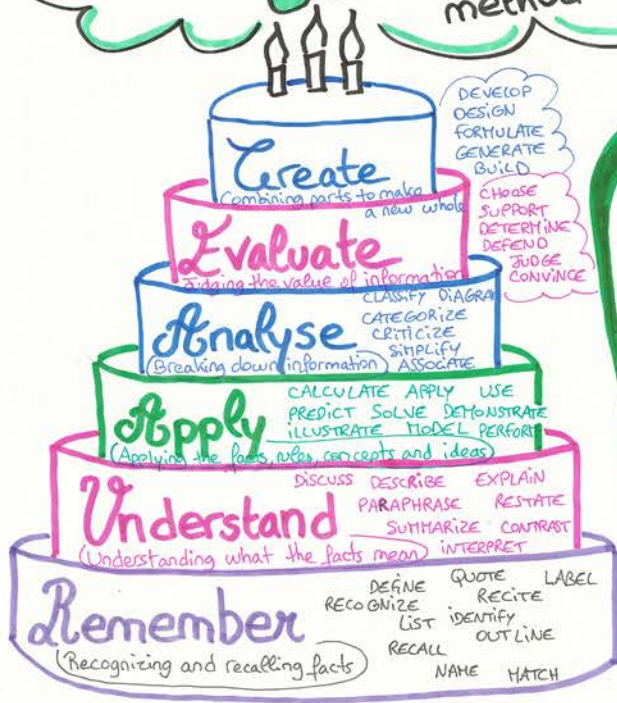 method
Create
Combining parts to make
a new whole
DEVELOP
DESIGN
FORMULATE
GENERATE
BUILD
Evaluate
Judging the value of information
CHOOSE
SUPPORT
DETERMINE
DEFEND
JUDGE
CONVINCE
Analyse
(Breaking down information)
CLASSIFY DIAGRAM
CATEGORIZE
CRITICIZE
SIMPLIFY
ASSOCIATE
Apply
(Applying the facts, rules, concepts and ideas)
CALCULATE APPLY USE
PREDICT SOLVE DEMONSTRATE
ILLUSTRATE MODEL PERFORM
Understand
(Understanding what the facts mean)
DISCUSS DESCRIBE EXPLAIN
PARAPHRASE RESTATE
SUMMARIZE CONTRAST
INTERPRET
Remember
(Recognizing and recalling facts)
DEFINE QUOTE LABEL
RECOGNIZE RECITE
LIST IDENTIFY
OUTLINE
RECALL
NAME MATCH